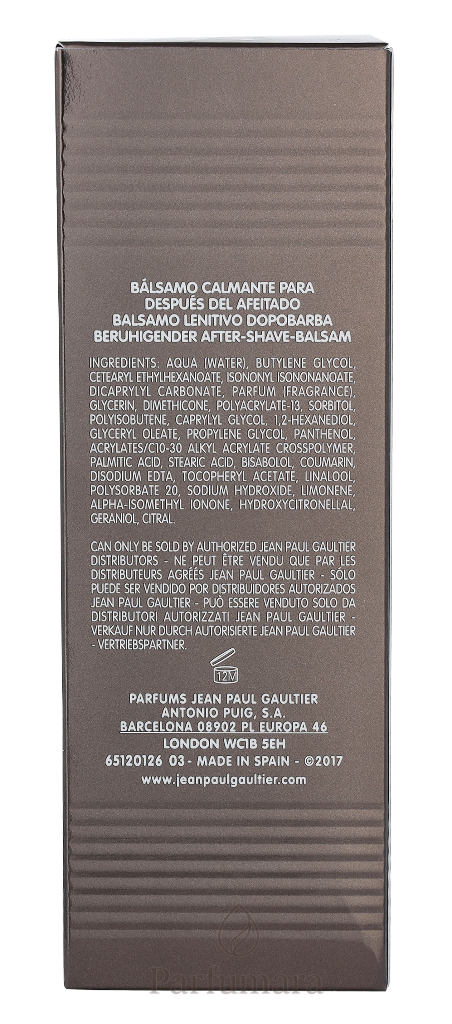 BÁLSAMO CALMANTE PARA
DESPUÉS DEL AFEITADO
BALSAMO LENITIVO DOPOBARBA
BERUHIGENDER AFTER-SHAVE-BALSAM
INGREDIENTS: AQUA (WATER), BUTYLENE GLYCOL,
CETEARYL ETHYLHEXANOATE, ISONONYL ISONONANOATE,
DICAPRYLYL CARBONATE, PARFUM (FRAGRANCE),
GLYCERIN, DIMETHICONE, POLYACRYLATE-13, SORBITOL,
POLYISOBUTENE, CAPRYLYL GLYCOL, 1,2-HEXANEDIOL,
GLYCERYL OLEATE, PROPYLENE GLYCOL, PANTHENOL,
ACRYLATES/C10-30 ALKYL ACRYLATE CROSSPOLYMER,
PALMITIC ACID, STEARIC ACID, BISABOLOL, COUMARIN,
DISODIUM EDTA, TOCOPHERYL ACETATE, LINALOOL,
POLYSORBATE 20, SODIUM HYDROXIDE, LIMONENE,
ALPHA-ISOMETHYL IONONE, HYDROXYCITRONELLAL,
GERANIOL, CITRAL.
CAN ONLY BE SOLD BY AUTHORIZED JEAN PAUL GAULTIER
DISTRIBUTORS - NE PEUT ÊTRE VENDU QUE PAR LES
DISTRIBUTEURS AGRÉÉS JEAN PAUL GAULTIER - SÓLO
PUEDE SER VENDIDO POR DISTRIBUIDORES AUTORIZADOS
JEAN PAUL GAULTIER - PUÒ ESSERE VENDUTO SOLO DA
DISTRIBUTORI AUTORIZZATI JEAN PAUL GAULTIER -
VERKAUF NUR DURCH AUTORISIERTE JEAN PAUL GAULTIER
- VERTRIEBSPARTNER.
12M
PARFUMS JEAN PAUL GAULTIER
ANTONIO PUIG, S.A.
BARCELONA 08902 PL EUROPA 46
LONDON WC1B 5EH
65120126 03 - MADE IN SPAIN - ©2017
www.jeanpaulgaultier.com
Parfumara